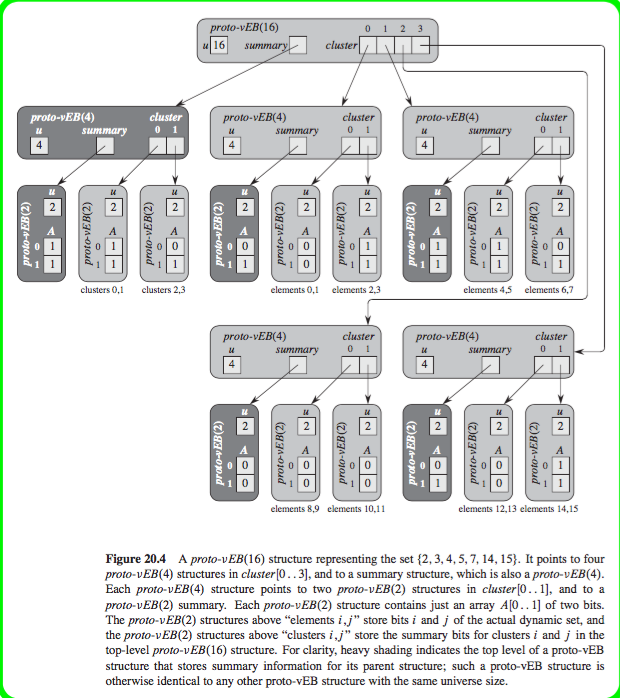 proto-vEB(16) 0 1 2 3
u 16 summary cluster
proto-vEB(4) cluster proto-vEB(4) cluster proto-vEB(4) cluster
u summary 0 1 u summary 0 1 u summary 0 1
4 4 4
proto-vEB(2) proto-vEB(2) proto-vEB(2) proto-vEB(2) proto-vEB(2) proto-vEB(2) proto-vEB(2) proto-vEB(2) proto-vEB(2)
u u u u u u u u u
2 2 2 2 2 2 2 2 2
A A A A A A A A A
0 1 0 1 0 0 0 0 0 0 0 1 0 1 0 1 0 0
1 1 1 1 1 1 1 1 1 0 1 1 1 1 1 1 1 1
clusters 0,1 clusters 2,3 elements 0,1 elements 2,3 elements 4,5 elements 6,7
proto-vEB(4) cluster proto-vEB(4) cluster
u summary 0 1 u summary 0 1
4 4
proto-vEB(2) proto-vEB(2) proto-vEB(2) proto-vEB(2) proto-vEB(2) proto-vEB(2)
u u u u u u
2 2 2 2 2 2
A A A A A A
0 0 0 0 0 0 0 0 0 0 0 1
1 0 1 0 1 0 1 1 1 0 1 1
elements 8,9 elements 10,11 elements 12,13 elements 14,15
Figure 20.4 A proto-vEB(16) structure representing the set {2, 3, 4, 5, 7, 14, 15}. It points to four
proto-vEB(4) structures in cluster[0 . . 3], and to a summary structure, which is also a proto-vEB(4).
Each proto-vEB(4) structure points to two proto-vEB(2) structures in cluster[0 . . 1], and to a
proto-vEB(2) summary. Each proto-vEB(2) structure contains just an array A[0 . . 1] of two bits.
The proto-vEB(2) structures above “elements i,j” store bits i and j of the actual dynamic set, and
the proto-vEB(2) structures above “clusters i,j” store the summary bits for clusters i and j in the
top-level proto-vEB(16) structure. For clarity, heavy shading indicates the top level of a proto-vEB
structure that stores summary information for its parent structure; such a proto-vEB structure is
otherwise identical to any other proto-vEB structure with the same universe size.